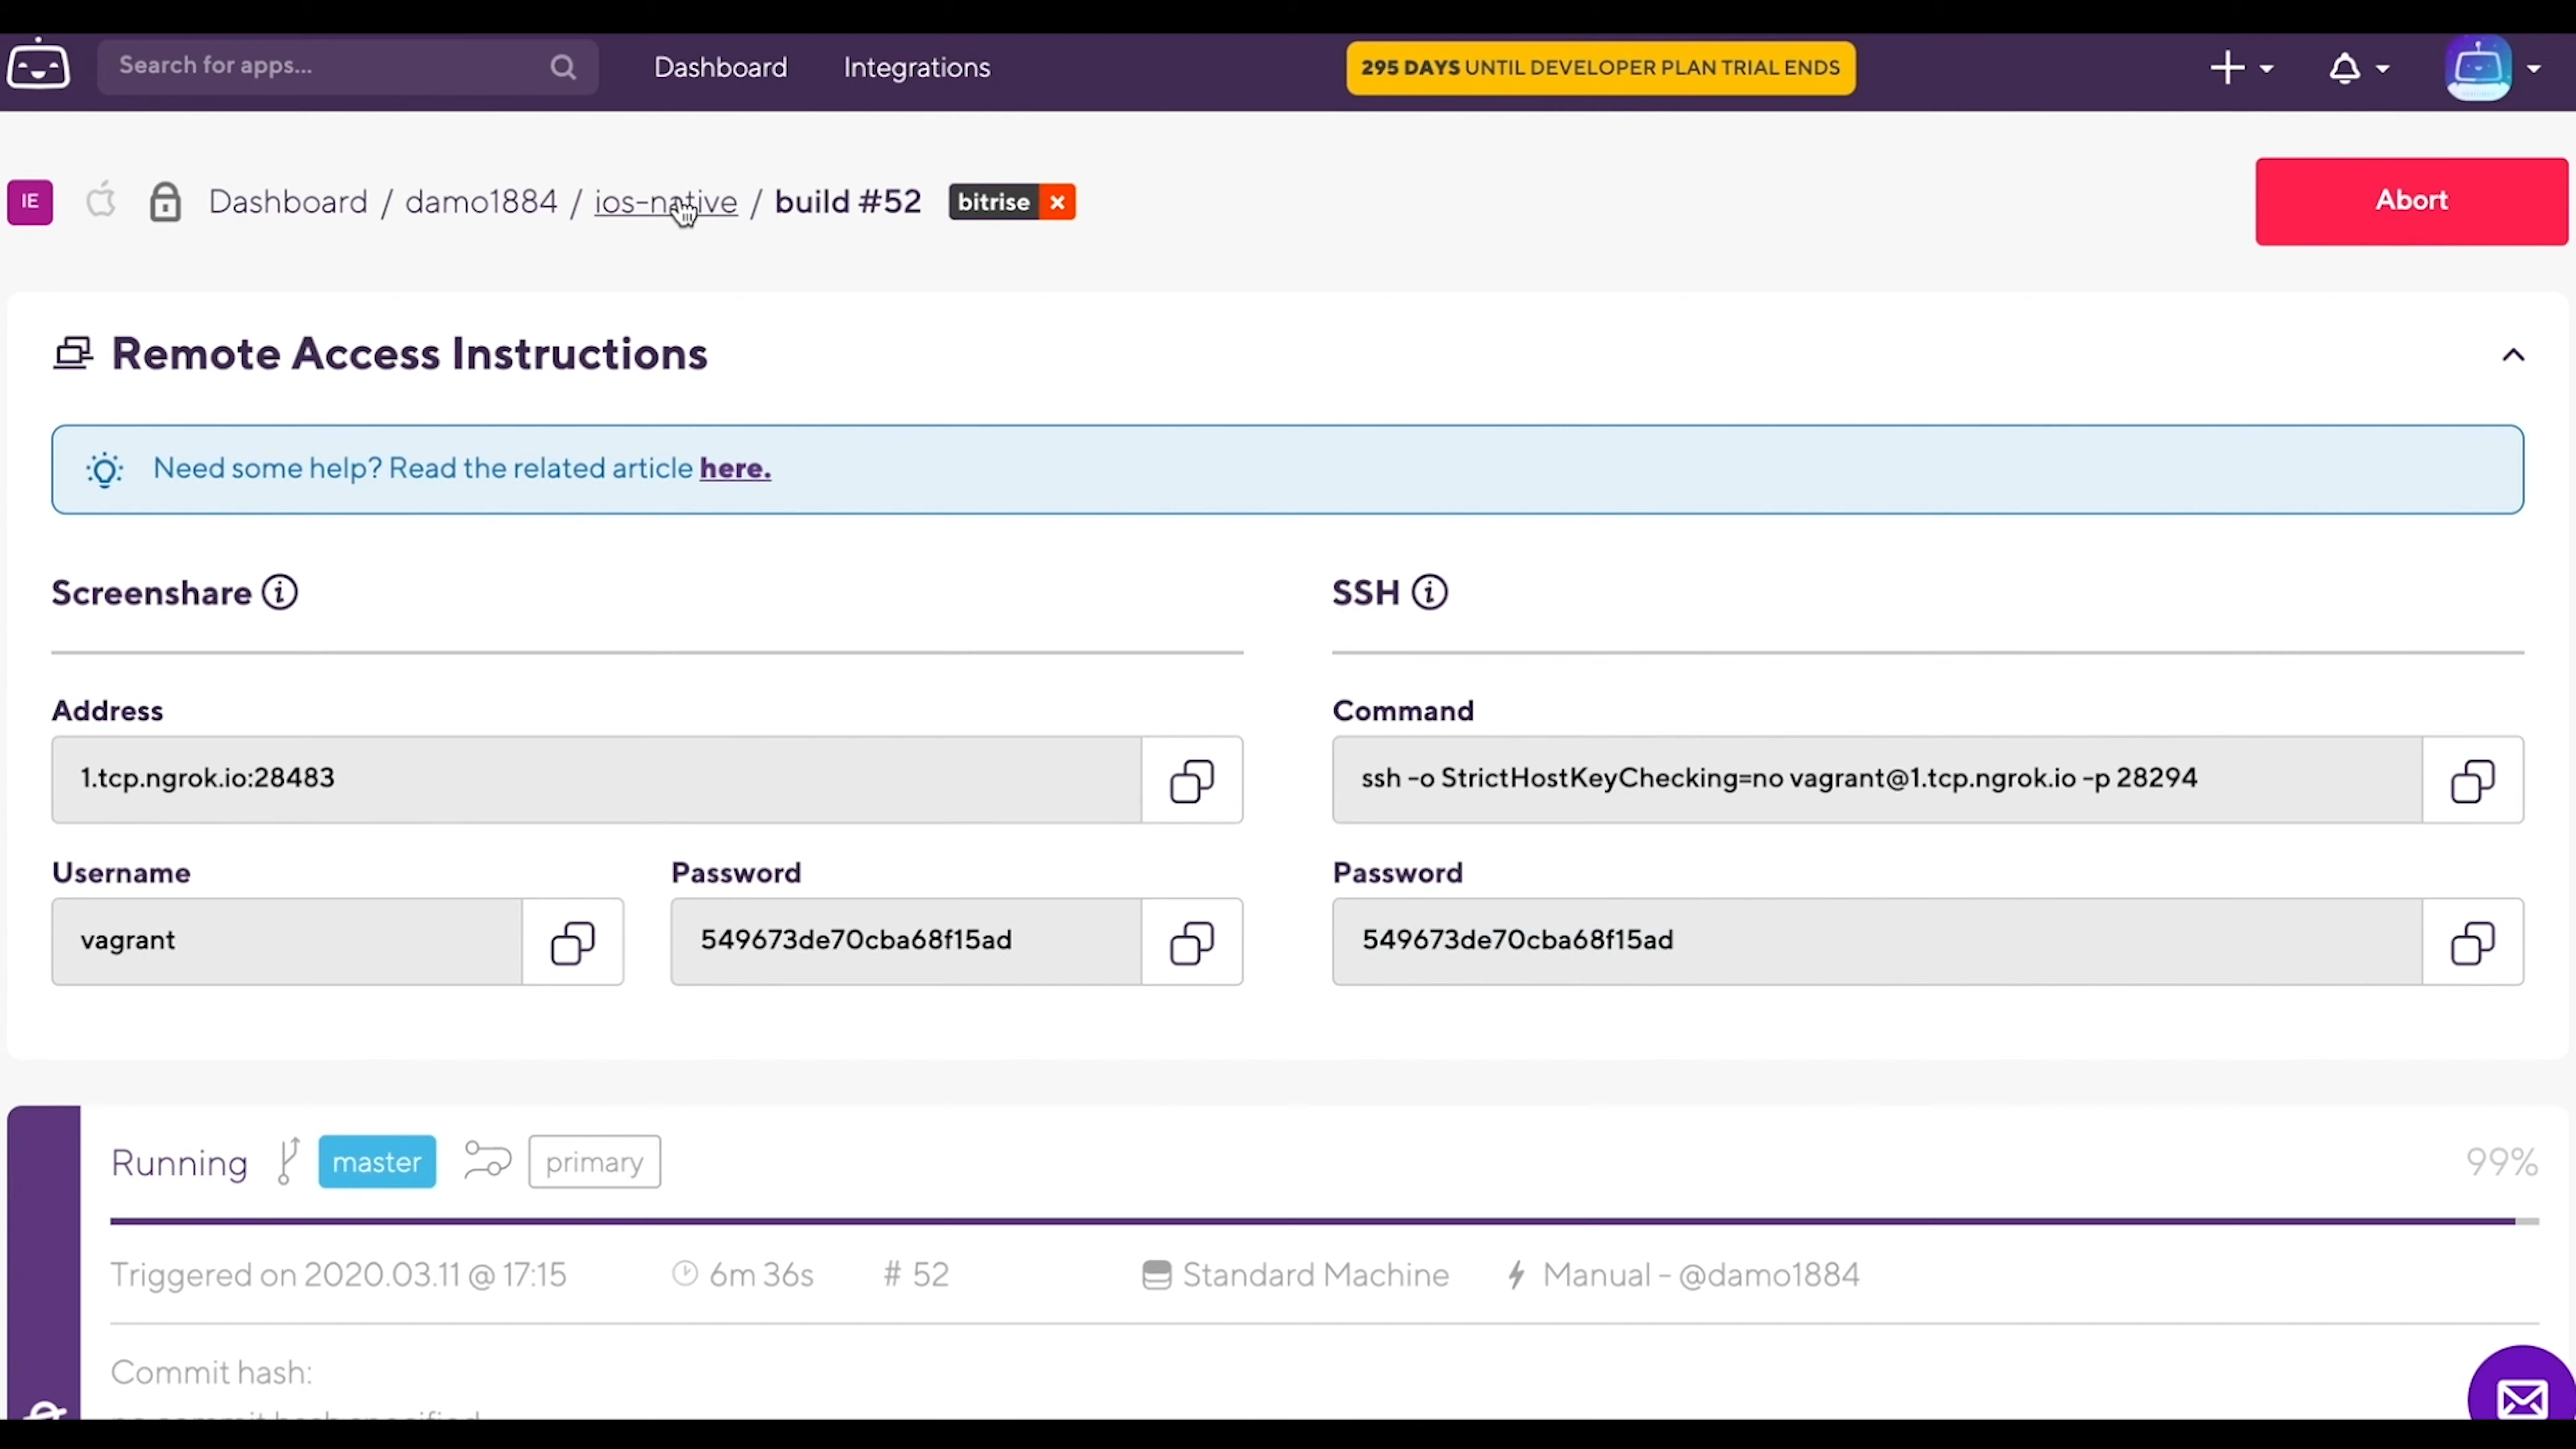 Search for apps...
Dashboard
Integrations
295 DAYS UNTIL DEVELOPER PLAN TRIAL ENDS
IE
Dashboard / damo1884 / ios-native / build #52
bitrise x
Abort
Remote Access Instructions
Need some help? Read the related article here.
Screenshare
SSH
Address
Command
1.tcp.ngrok.io:28483
ssh -o StrictHostKeyChecking=no vagrant@1.tcp.ngrok.io -p 28294
Username
Password
Password
vagrant
549673de70cba68f15ad
549673de70cba68f15ad
Running
master
primary
99%
Triggered on 2020.03.11 @ 17:15
6m 36s
# 52
Standard Machine
Manual - @damo1884
Commit hash: